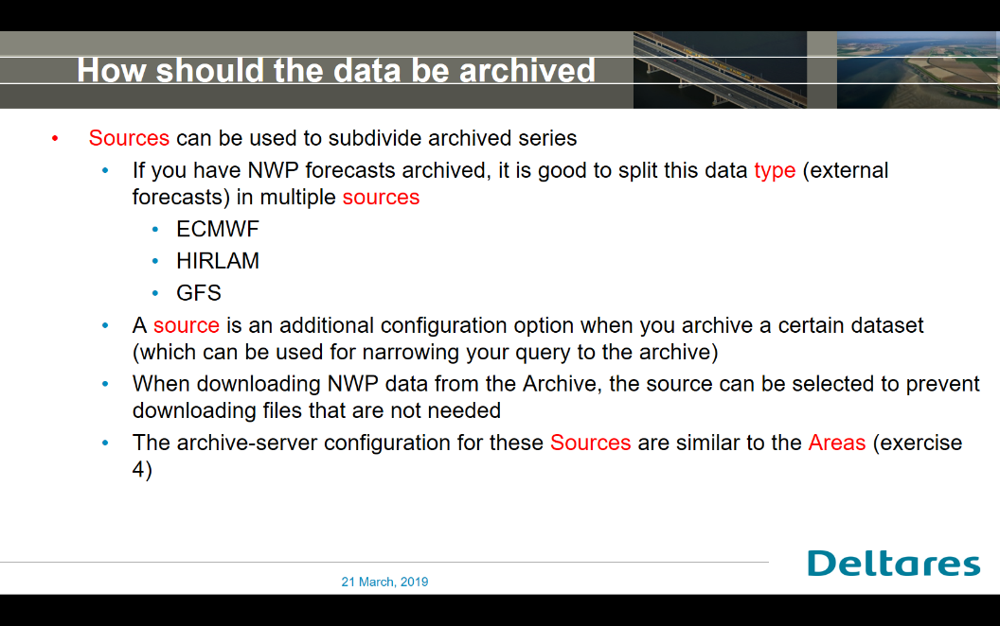 How should the data be archived
• Sources can be used to subdivide archived series
• If you have NWP forecasts archived, it is good to split this data type (external
forecasts) in multiple sources
• ECMWF
• HIRLAM
• GFS
• A source is an additional configuration option when you archive a certain dataset
(which can be used for narrowing your query to the archive)
• When downloading NWP data from the Archive, the source can be selected to prevent
downloading files that are not needed
• The archive-server configuration for these Sources are similar to the Areas (exercise
4)
Deltares
21 March, 2019